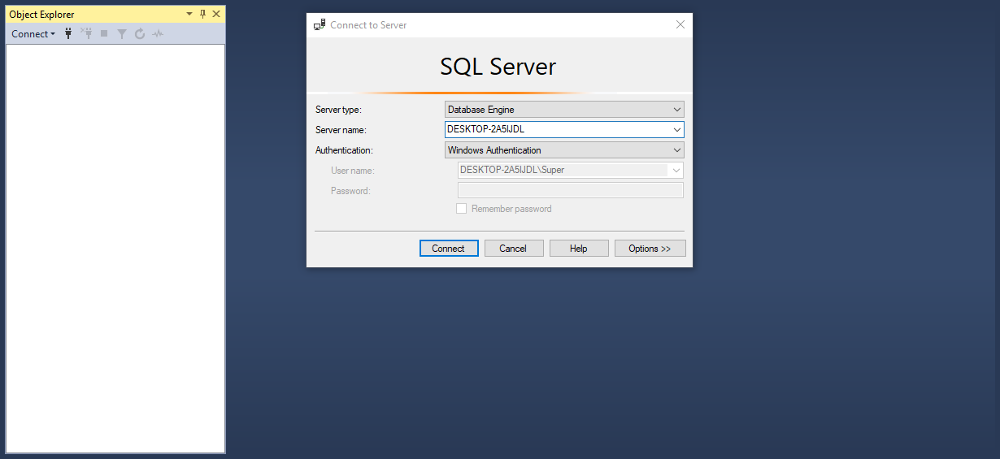 Object Explorer
Connect
Connect to Server
SQL Server
Server type: Database Engine
Server name: DESKTOP-2A5IJDL
Authentication: Windows Authentication
User name: DESKTOP-2A5IJDL\Super
Password:
Remember password
Connect Cancel Help Options >>